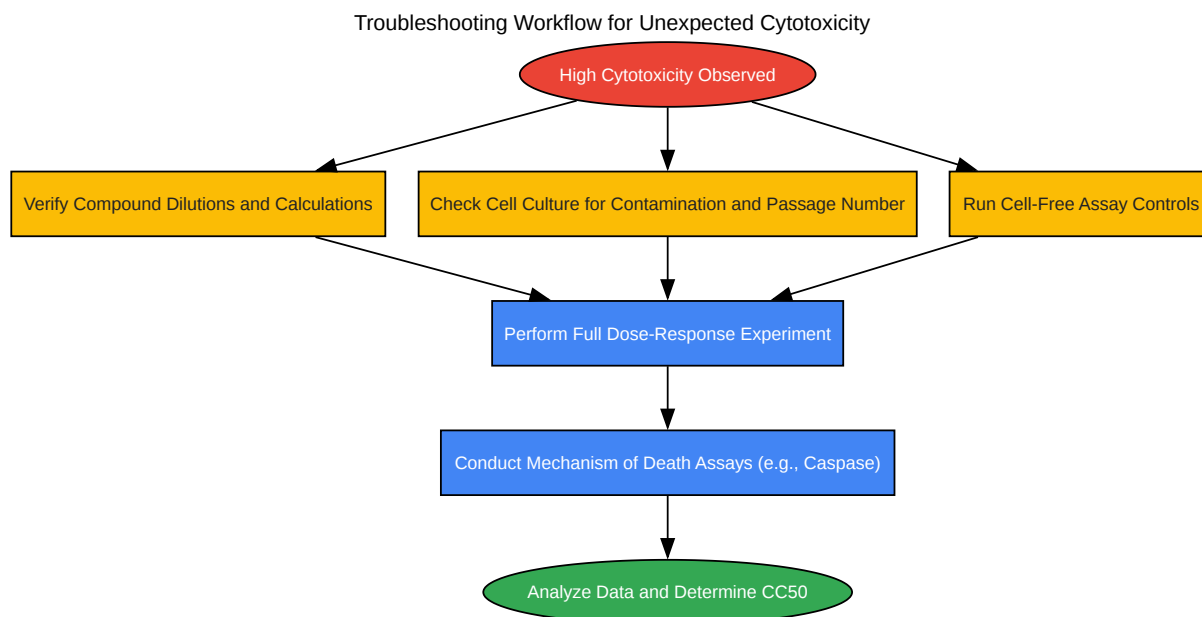 Troubleshooting Workflow for Unexpected Cytotoxicity
High Cytotoxicity Observed
Verify Compound Dilutions and Calculations
Check Cell Culture for Contamination and Passage Number
Run Cell-Free Assay Controls
Perform Full Dose-Response Experiment
Conduct Mechanism of Death Assays (e.g., Caspase)
Analyze Data and Determine CC50